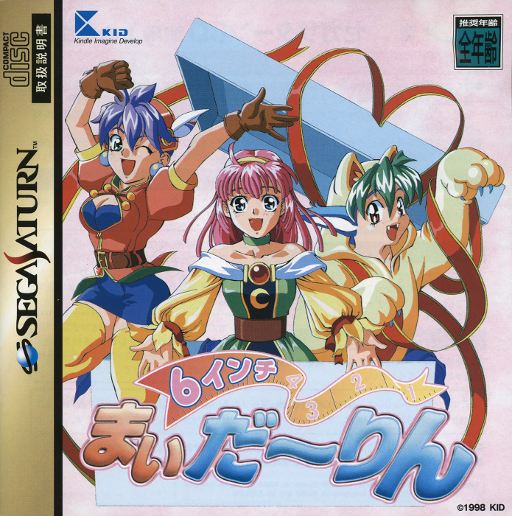 COMPACT
disc
取扱説明書
SEGA SATURN™
KID
Kindle Imagine Develop
推奨年齢
全年齢
6インチ
4 3 2 1
まい だ〜りん
©1998 KID